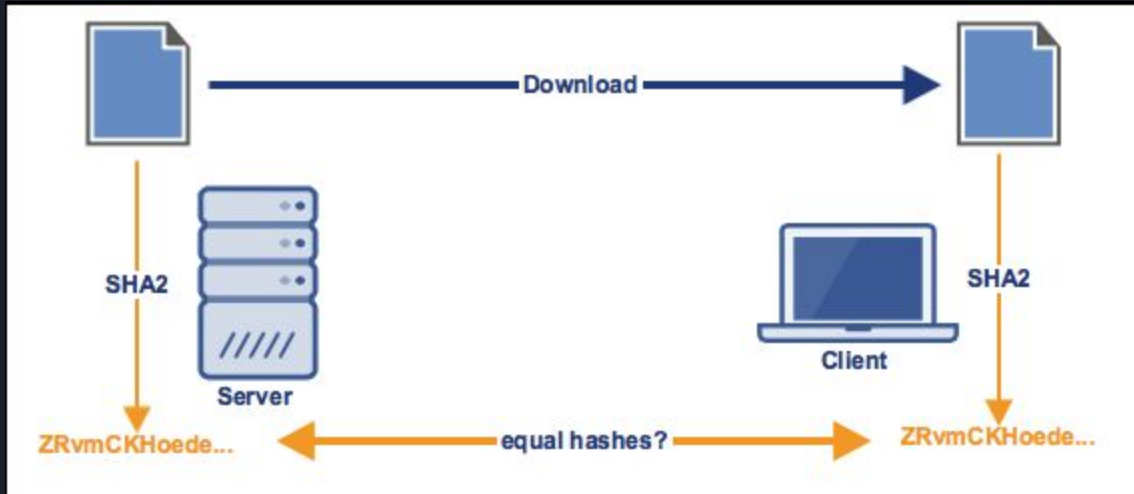 Download
SHA2
SHA2
Server
Client
ZRvmCKHoede...
equal hashes?
ZRvmCKHoede...